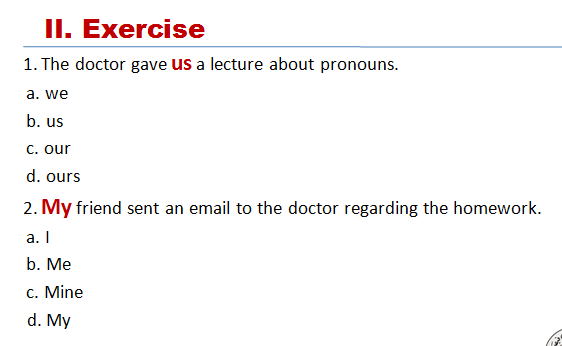 II. Exercise
1. The doctor gave us a lecture about pronouns.
a. we
b. us
c. our
d. ours
2. My friend sent an email to the doctor regarding the homework.
a. I
b. Me
c. Mine
d. My